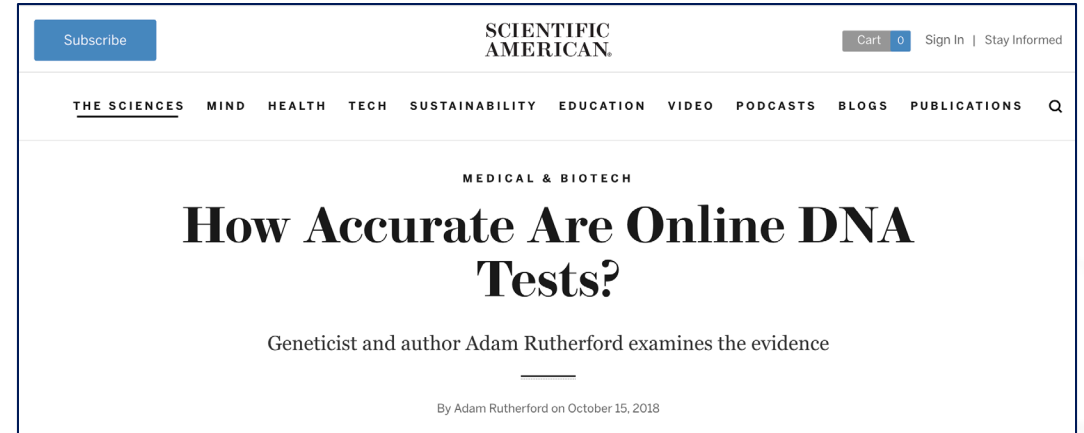 Subscribe
SCIENTIFIC
AMERICAN®
Cart 0 Sign In | Stay Informed
THE SCIENCES MIND HEALTH TECH SUSTAINABILITY EDUCATION VIDEO PODCASTS BLOGS PUBLICATIONS
MEDICAL & BIOTECH
How Accurate Are Online DNA
Tests?
Geneticist and author Adam Rutherford examines the evidence
By Adam Rutherford on October 15, 2018